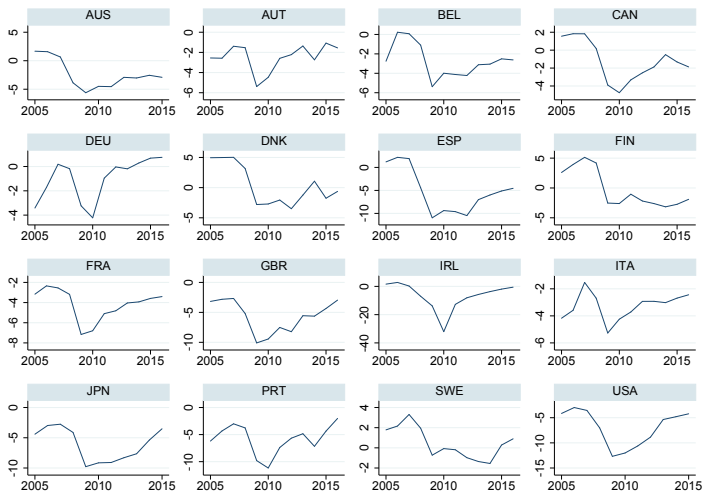 AUS AUT BEL CAN
5 0 -5
0 -2 -4 -6
0 -2 -4 -6
2 0 -2 -4
2005 2010 2015 2005 2010 2015 2005 2010 2015 2005 2010 2015
DEU DNK ESP FIN
0 -2 -4
5 0 -5
0 -5 -10
5 0 -5
2005 2010 2015 2005 2010 2015 2005 2010 2015 2005 2010 2015
FRA GBR IRL ITA
-2 -4 -6 -8
0 -5 -10
0 -20 -40
-2 -4 -6
2005 2010 2015 2005 2010 2015 2005 2010 2015 2005 2010 2015
JPN PRT SWE USA
0 -5 -10
0 -5 -10
4 2 0 -2
-5 -10 -15
2005 2010 2015 2005 2010 2015 2005 2010 2015 2005 2010 2015